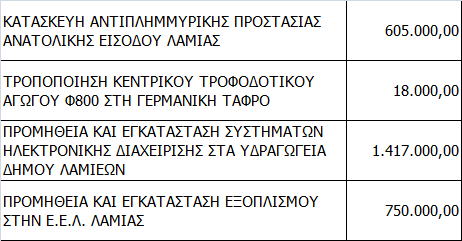 ΚΑΤΑΣΚΕΥΗ ΑΝΤΙΠΛΗΜΜΥΡΙΚΗΣ ΠΡΟΣΤΑΣΙΑΣ
ΑΝΑΤΟΛΙΚΗΣ ΕΙΣΟΔΟΥ ΛΑΜΙΑΣ
605.000,00
ΤΡΟΠΟΠΟΙΗΣΗ ΚΕΝΤΡΙΚΟΥ ΤΡΟΦΟΔΟΤΙΚΟΥ
ΑΓΩΓΟΥ Φ800 ΣΤΗ ΓΕΡΜΑΝΙΚΗ ΤΑΦΡΟ
18.000,00
ΠΡΟΜΗΘΕΙΑ ΚΑΙ ΕΓΚΑΤΑΣΤΑΣΗ ΣΥΣΤΗΜΑΤΩΝ
ΗΛΕΚΤΡΟΝΙΚΗΣ ΔΙΑΧΕΙΡΙΣΗΣ ΣΤΑ ΥΔΡΑΓΩΓΕΙΑ
ΔΗΜΟΥ ΛΑΜΙΕΩΝ
1.417.000,00
ΠΡΟΜΗΘΕΙΑ ΚΑΙ ΕΓΚΑΤΑΣΤΑΣΗ ΕΞΟΠΛΙΣΜΟΥ
ΣΤΗΝ Ε.Ε.Λ. ΛΑΜΙΑΣ
750.000,00